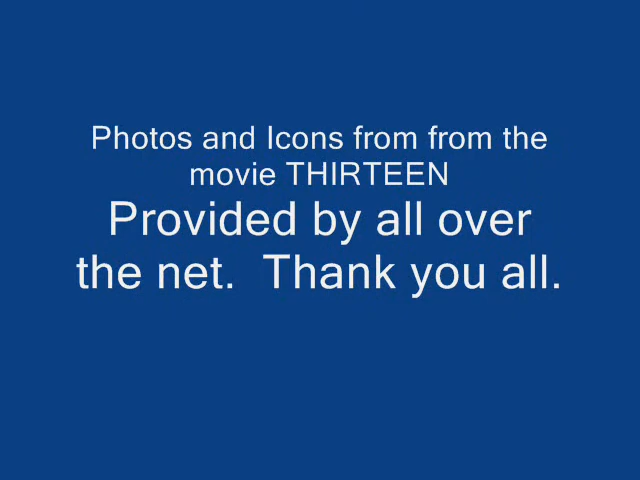 Photos and Icons from from the
movie THIRTEEN
Provided by all over
the net.  Thank you all.